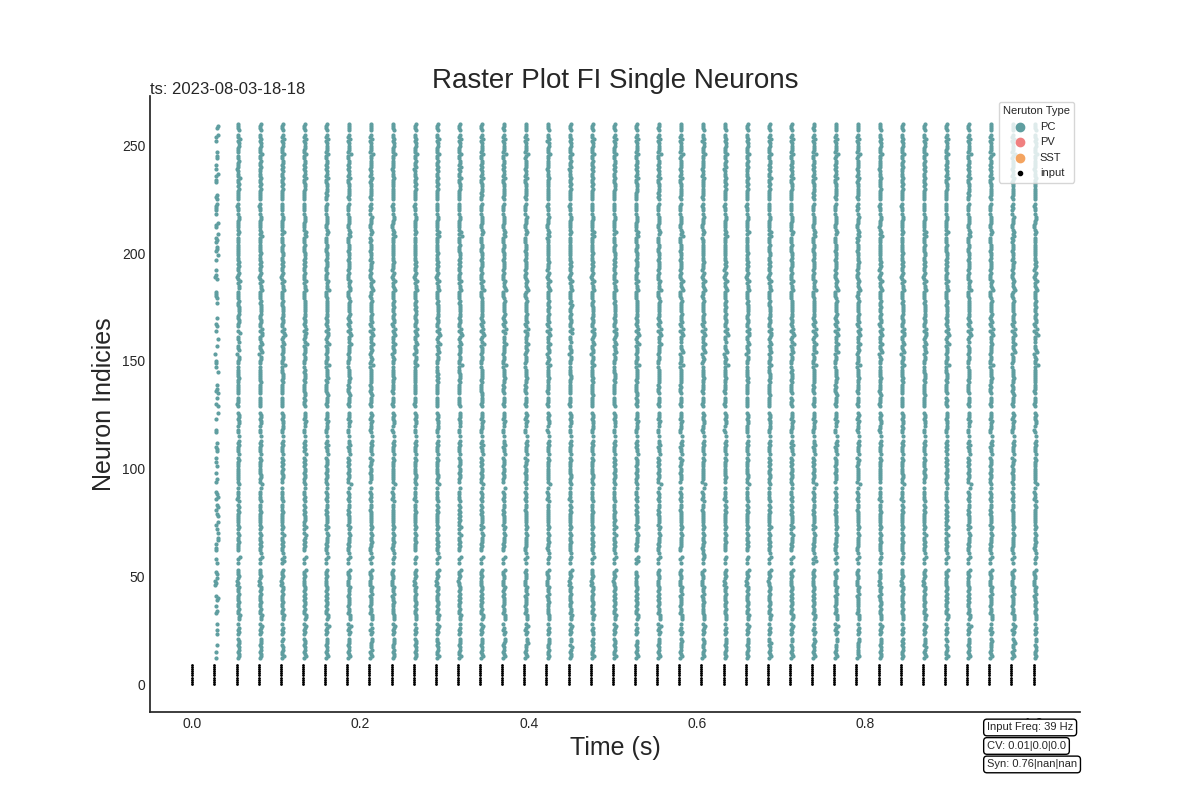 Raster Plot FI Single Neurons
ts: 2023-08-03-18-18
Neruton Type
PC
PV
SST
input
250
200
150
100
50
0
Neuron Indicies
0.0 0.2 0.4 0.6 0.8
Time (s)
Input Freq: 39 Hz
CV: 0.01|0.0|0.0
Syn: 0.76|nan|nan